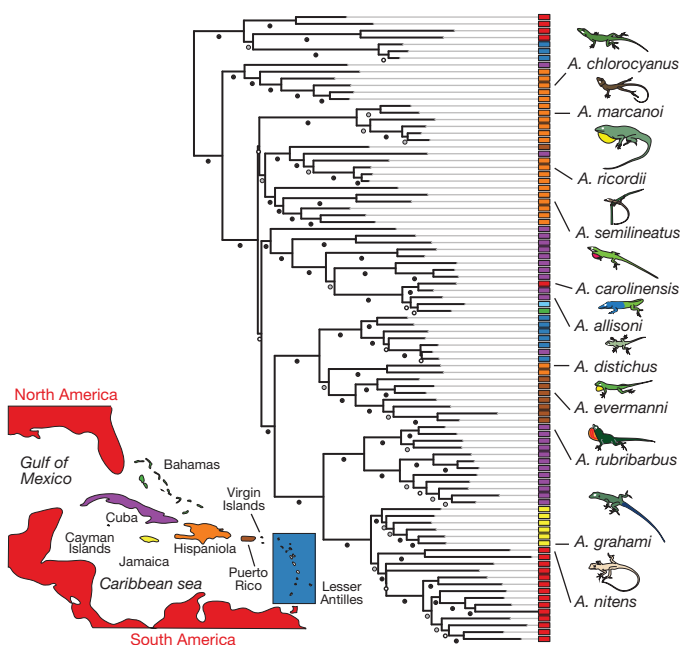 A. chlorocyanus
A. marcanoi
A. ricordii
A. semilineatus
A. carolinensis
A. allisoni
A. distichus
A. evermanni
A. rubribarbus
A. grahami
A. nitens
North America
Gulf of
Mexico
Bahamas
Cuba
Virgin
Islands
Cayman
Islands
Jamaica
Hispaniola
Puerto
Rico
Lesser
Antilles
Caribbean sea
South America